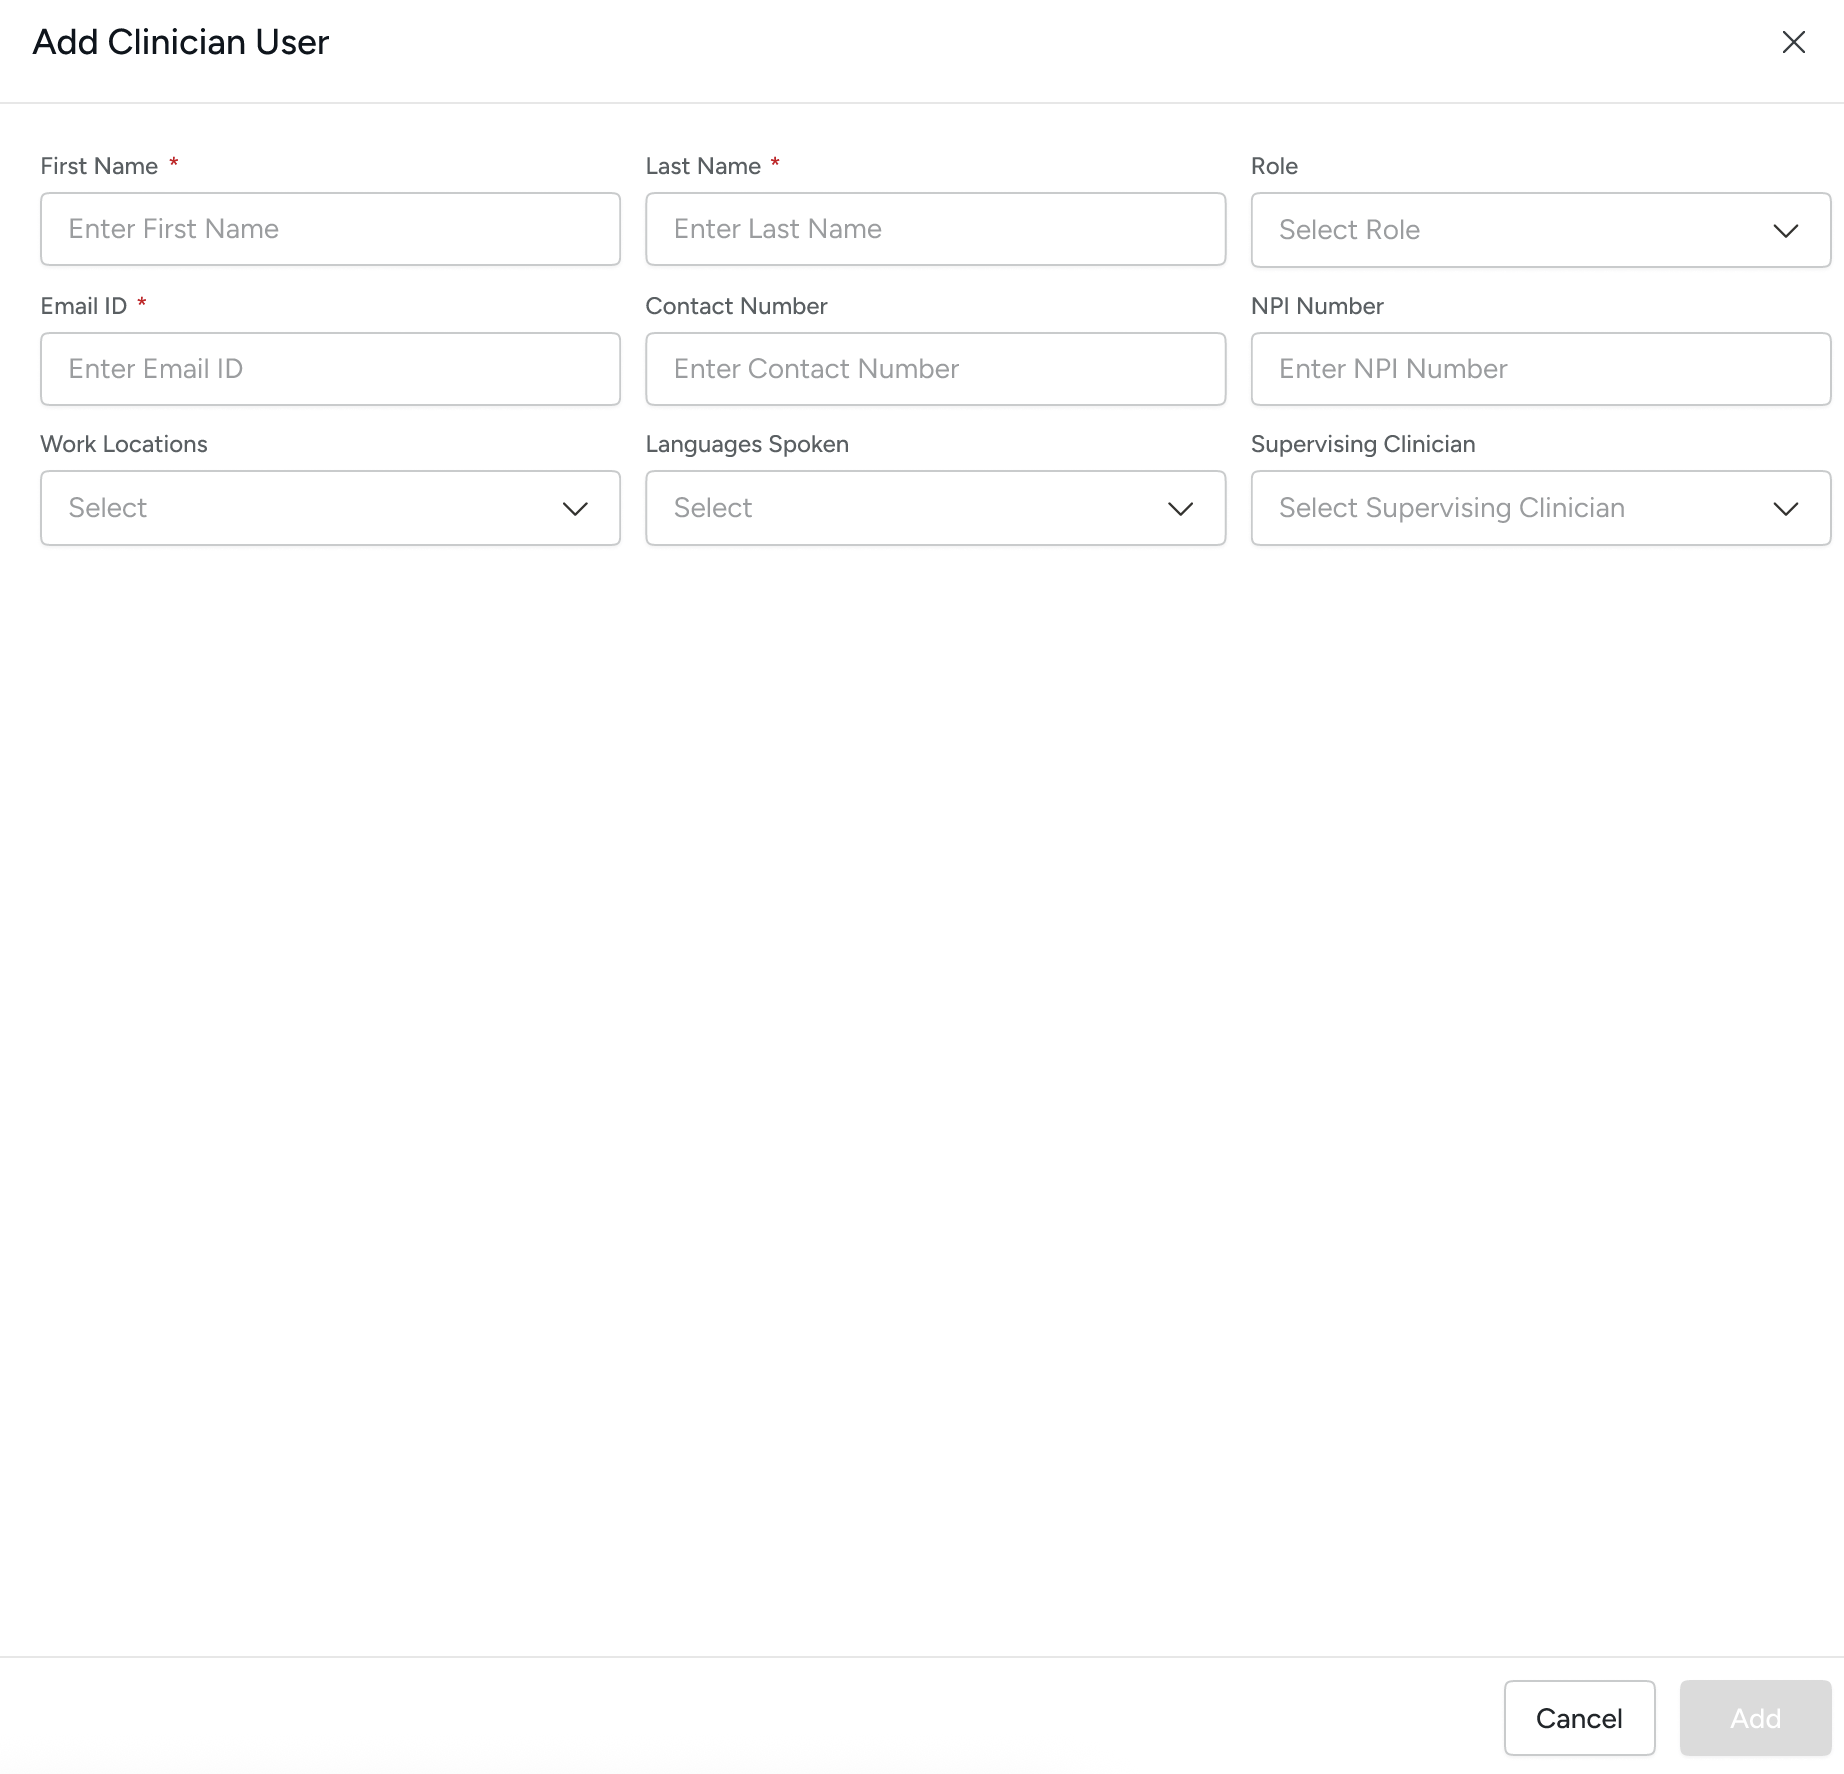 Add Clinician User
First Name *
Last Name *
Role
Enter First Name
Enter Last Name
Select Role
Email ID *
Contact Number
NPI Number
Enter Email ID
Enter Contact Number
Enter NPI Number
Work Locations
Languages Spoken
Supervising Clinician
Select
Select
Select Supervising Clinician
Cancel
Add